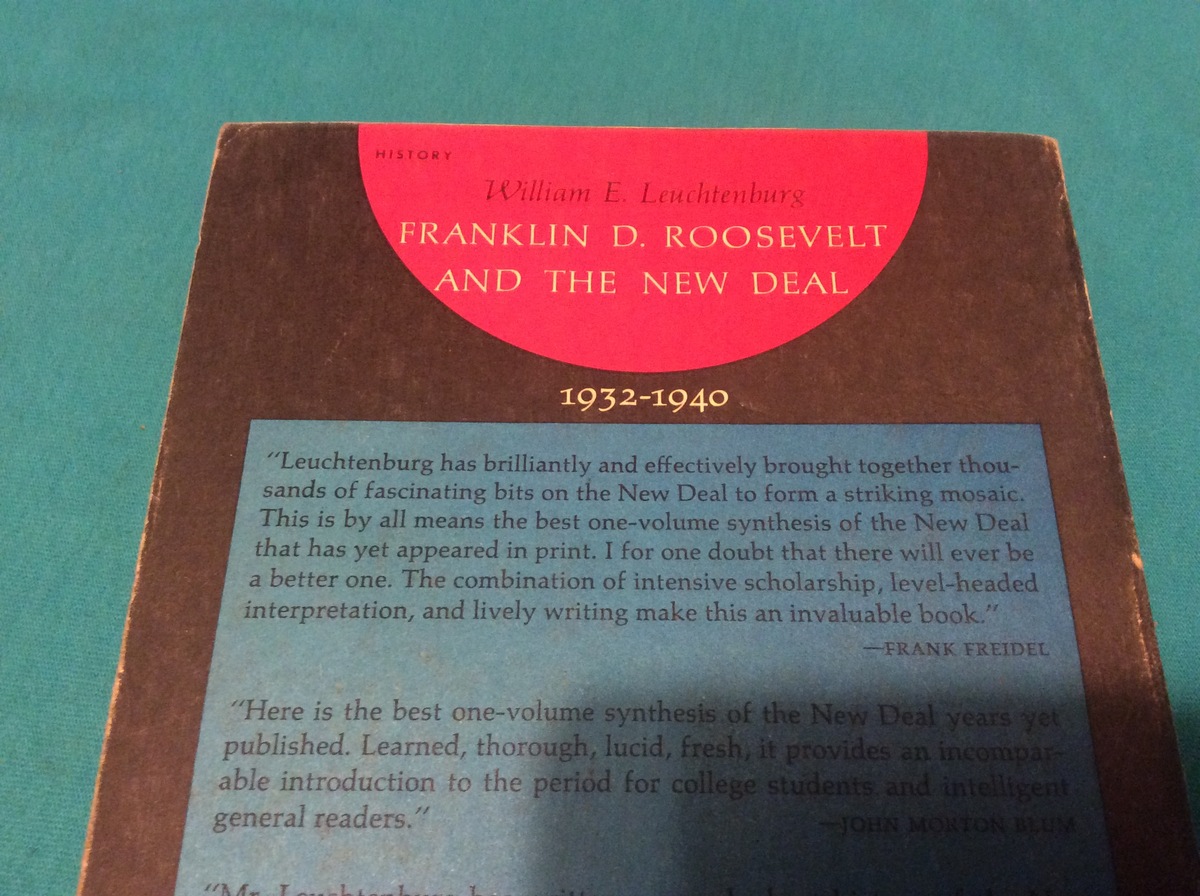 HISTORY
William E. Leuchtenburg
FRANKLIN D. ROOSEVELT
AND THE NEW DEAL
1932-1940
“Leuchtenburg has brilliantly and effectively brought together thou-
sands of fascinating bits on the New Deal to form a striking mosaic.
This is by all means the best one-volume synthesis of the New Deal
that has yet appeared in print. I for one doubt that there will ever be
a better one. The combination of intensive scholarship, level-headed
interpretation, and lively writing make this an invaluable book.”
—FRANK FREIDEL
“Here is the best one-volume synthesis of the New Deal years yet
published. Learned, thorough, lucid, fresh, it provides an incompar-
able introduction to the period for college students and intelligent
general readers.”
—JOHN MORTON BLUM
“Mr. Leuchtenburg